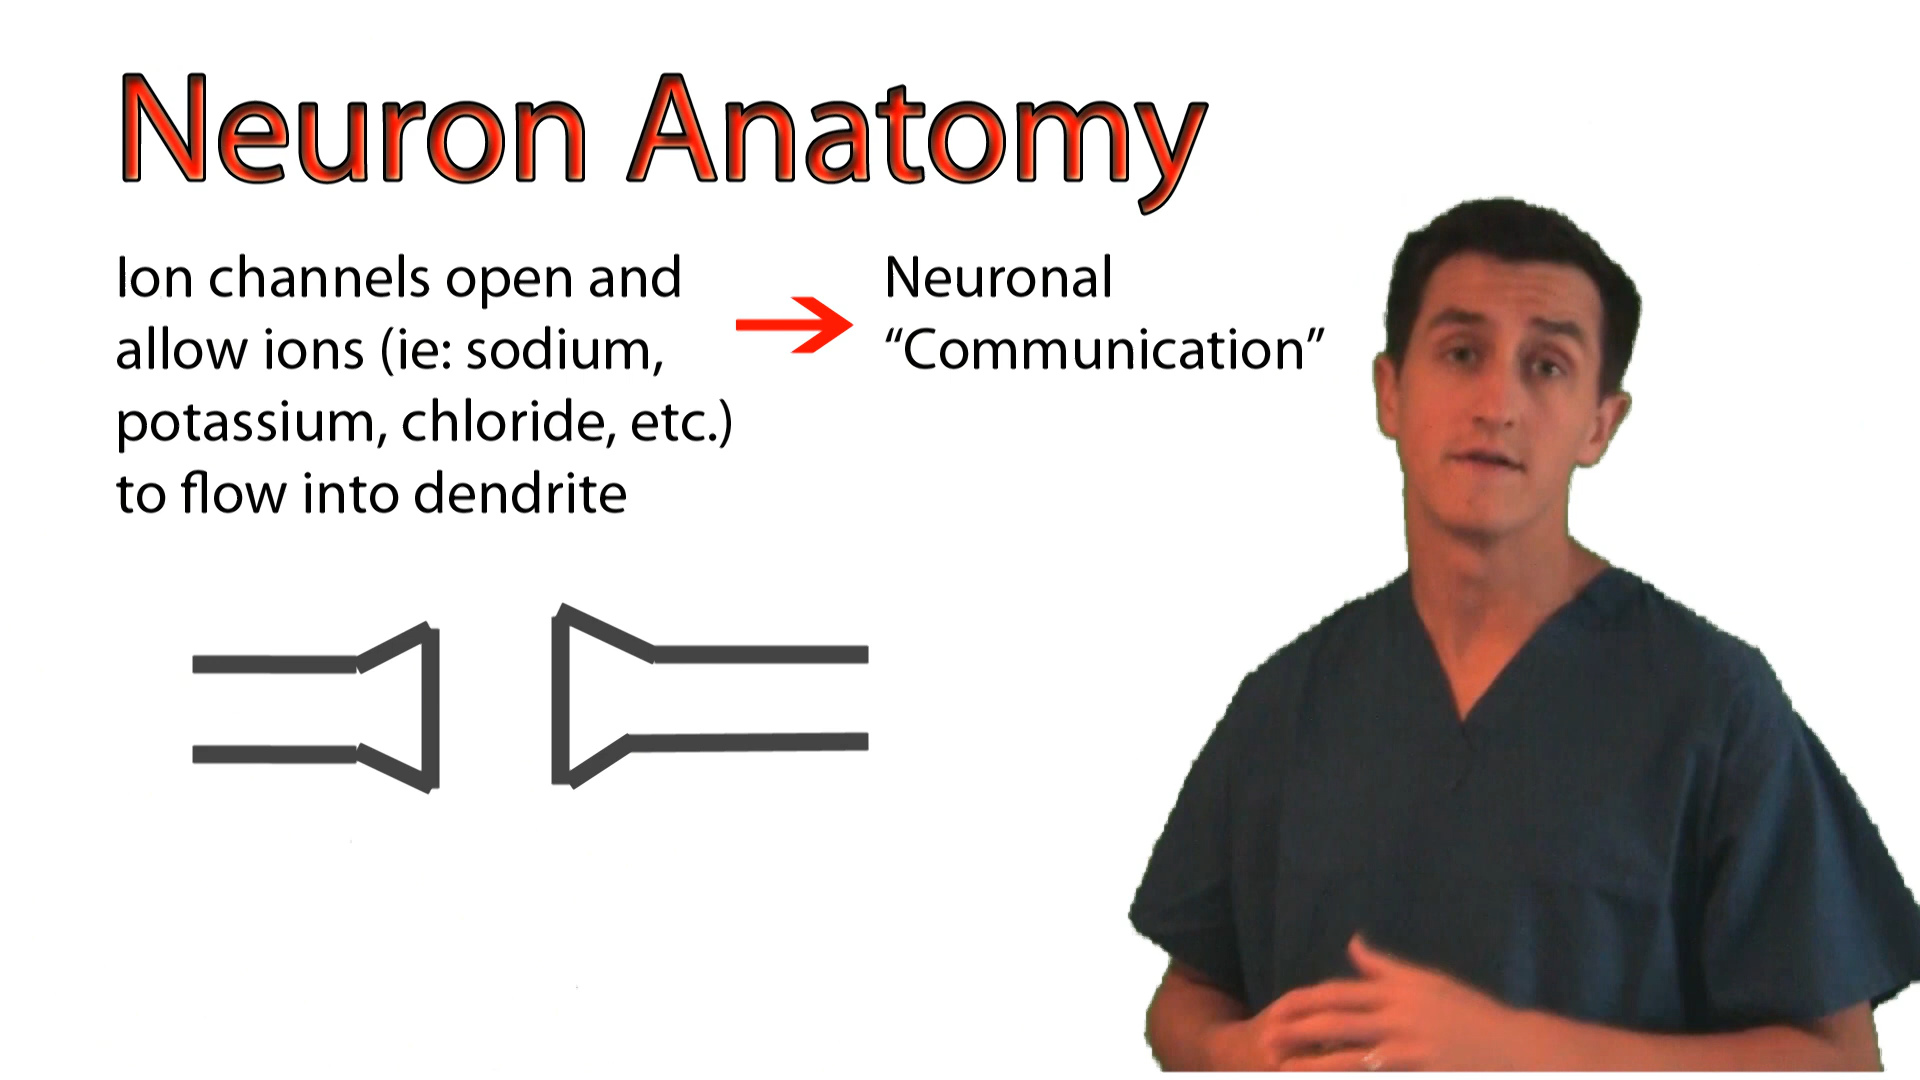 Neuron Anatomy
Ion channels open and
allow ions (ie: sodium,
potassium, chloride, etc.)
to flow into dendrite
Neuronal
“Communication”